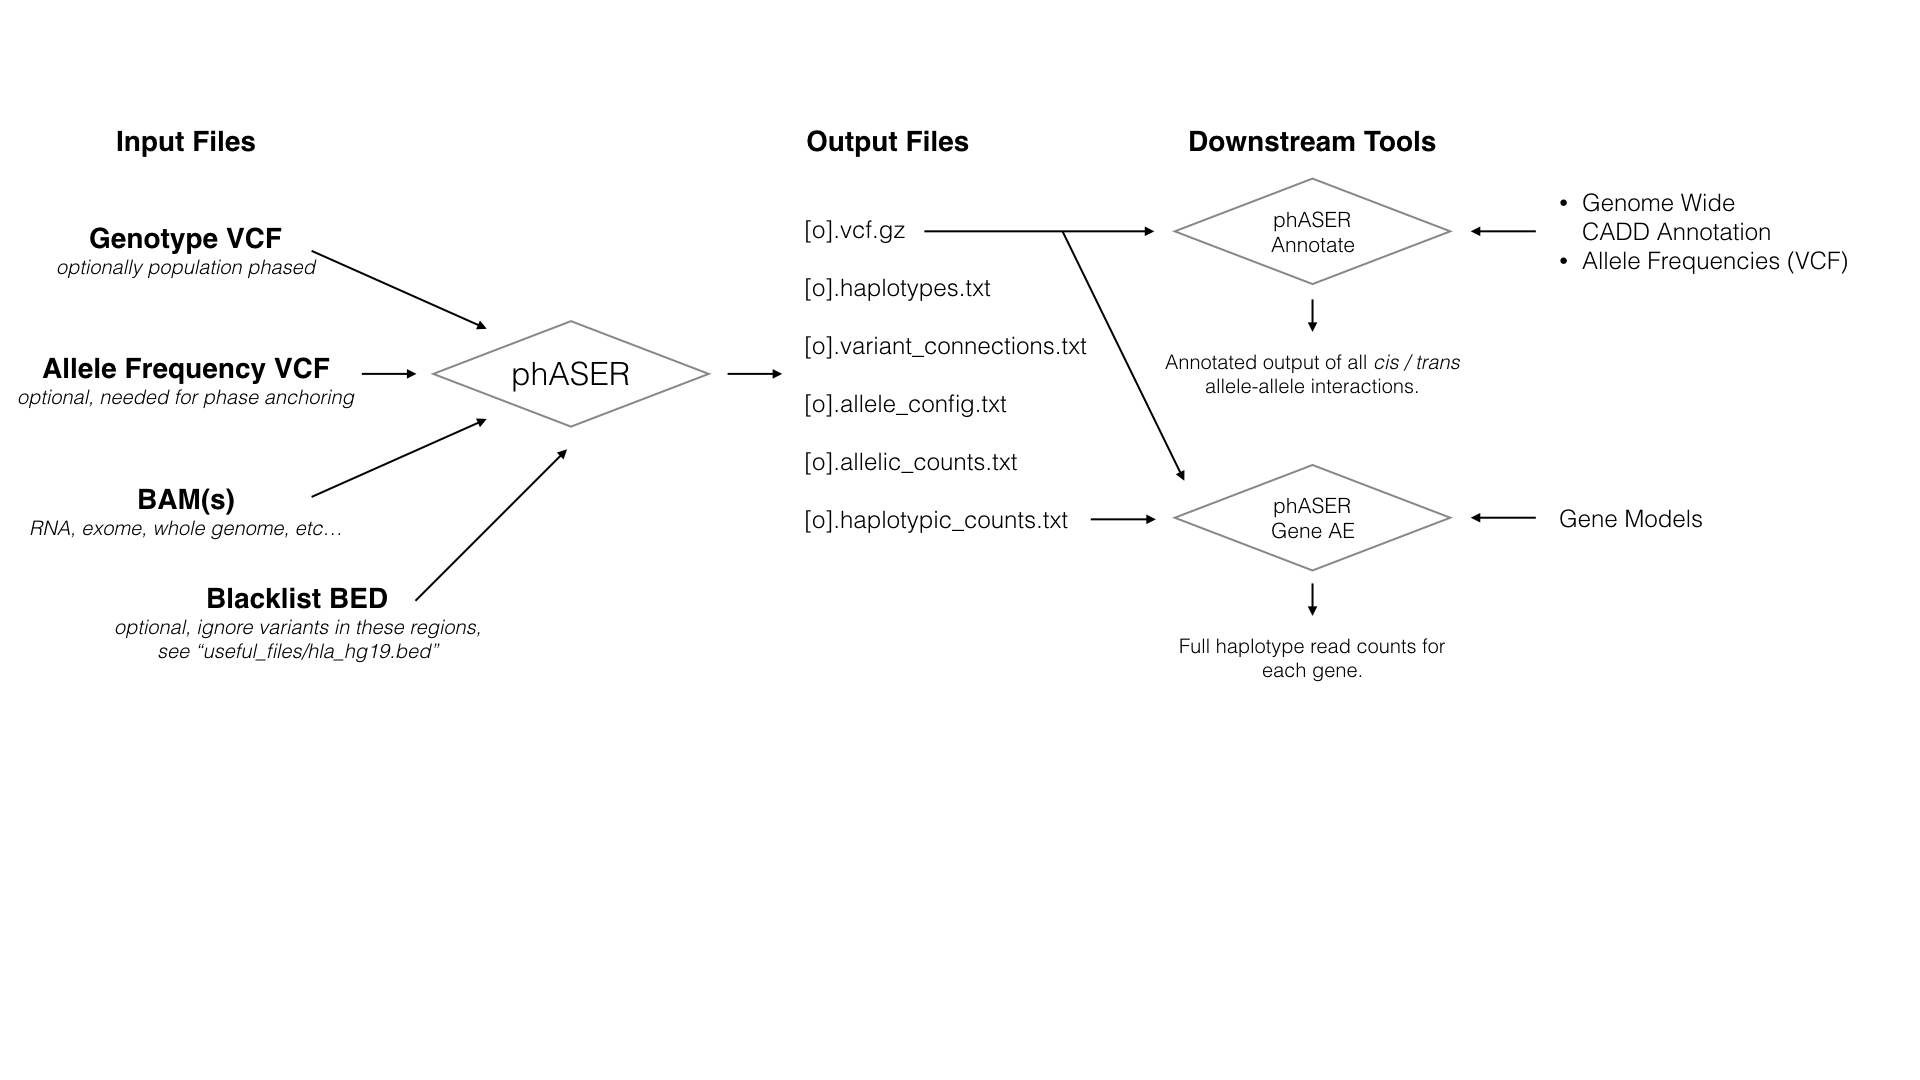 Input Files
Genotype VCF
optionally population phased
Allele Frequency VCF
optional, needed for phase anchoring
BAM(s)
RNA, exome, whole genome, etc…
Blacklist BED
optional, ignore variants in these regions,
see “useful_files/hla_hg19.bed”
phASER
Output Files
[o].vcf.gz
[o].haplotypes.txt
[o].variant_connections.txt
[o].allele_config.txt
[o].allelic_counts.txt
[o].haplotypic_counts.txt
Downstream Tools
phASER
Annotate
• Genome Wide
CADD Annotation
• Allele Frequencies (VCF)
Annotated output of all cis / trans
allele-allele interactions.
phASER
Gene AE
Gene Models
Full haplotype read counts for
each gene.